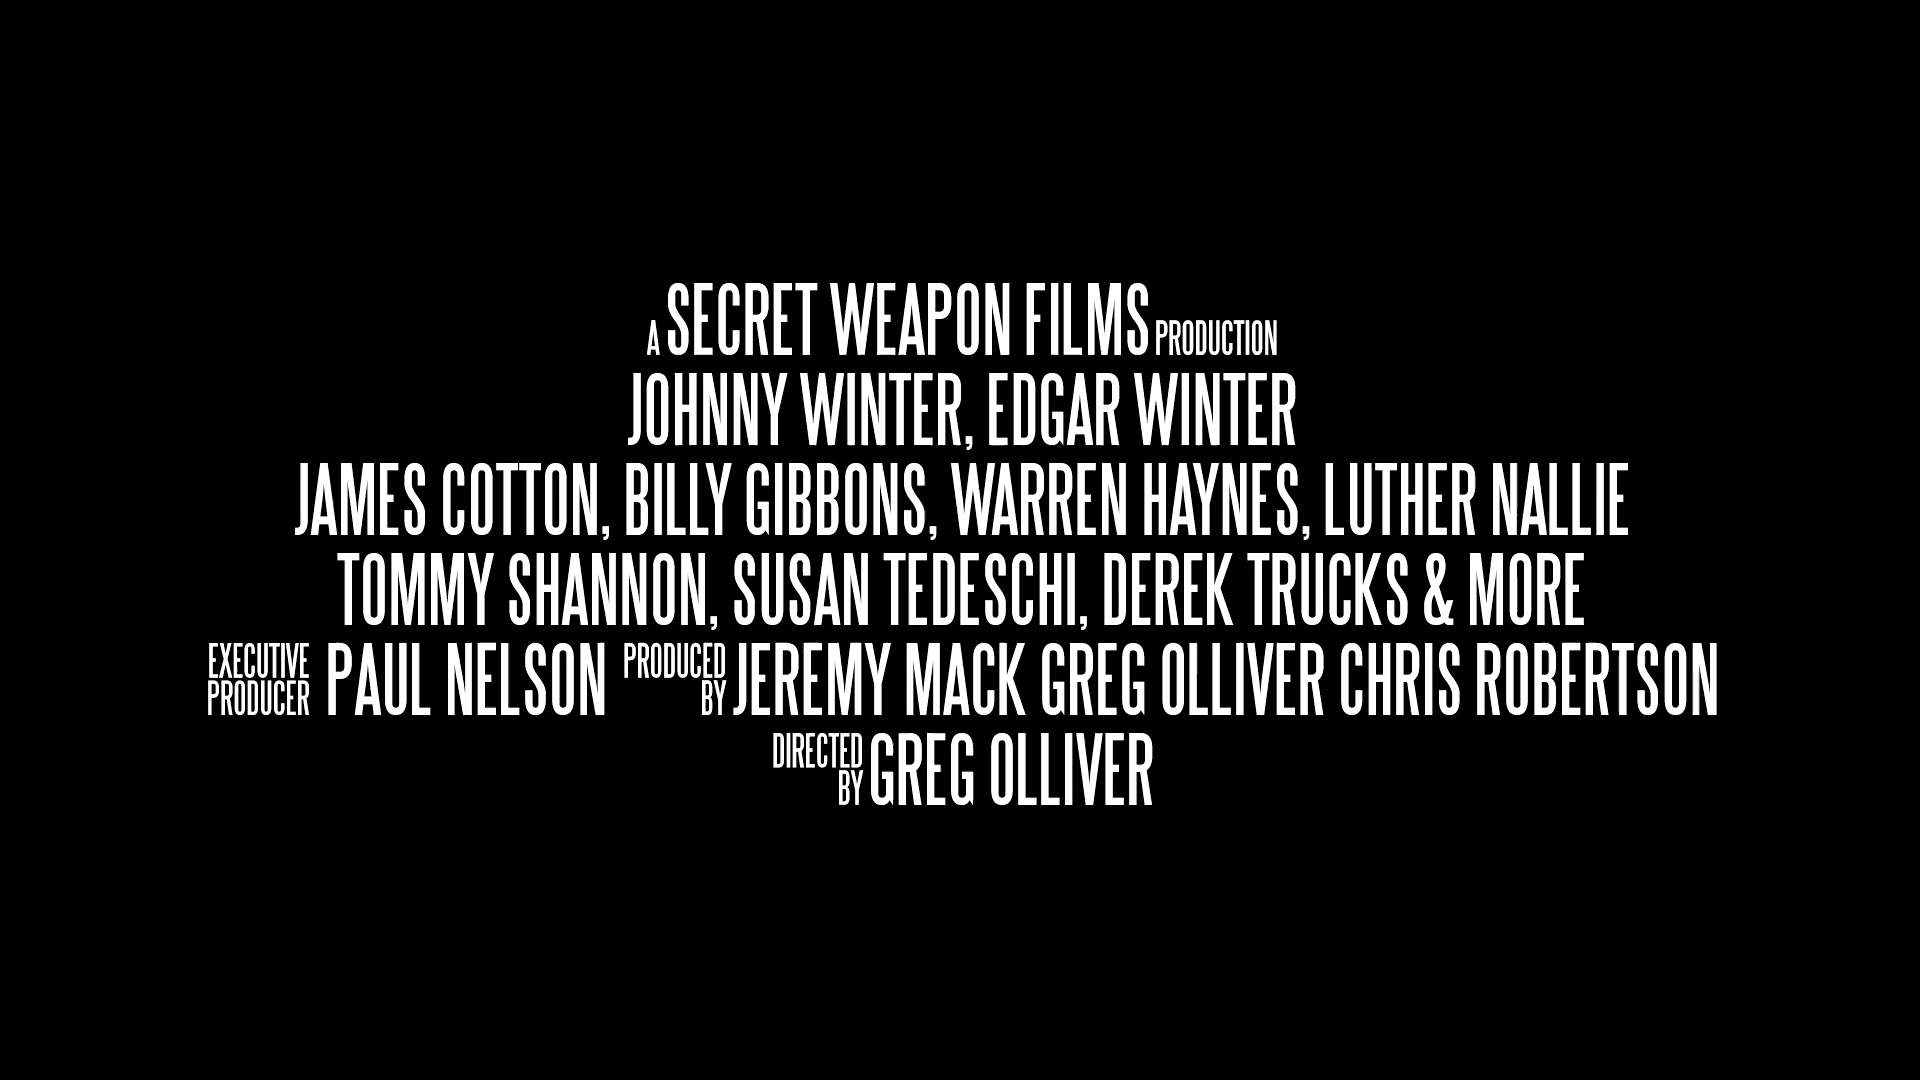 A SECRET WEAPON FILMS PRODUCTION
JOHNNY WINTER, EDGAR WINTER
JAMES COTTON, BILLY GIBBONS, WARREN HAYNES, LUTHER NALLIE
TOMMY SHANNON, SUSAN TEDESCHI, DEREK TRUCKS & MORE
EXECUTIVE PRODUCER PAUL NELSON PRODUCED BY JEREMY MACK GREG OLLIVER CHRIS ROBERTSON
DIRECTED BY GREG OLLIVER